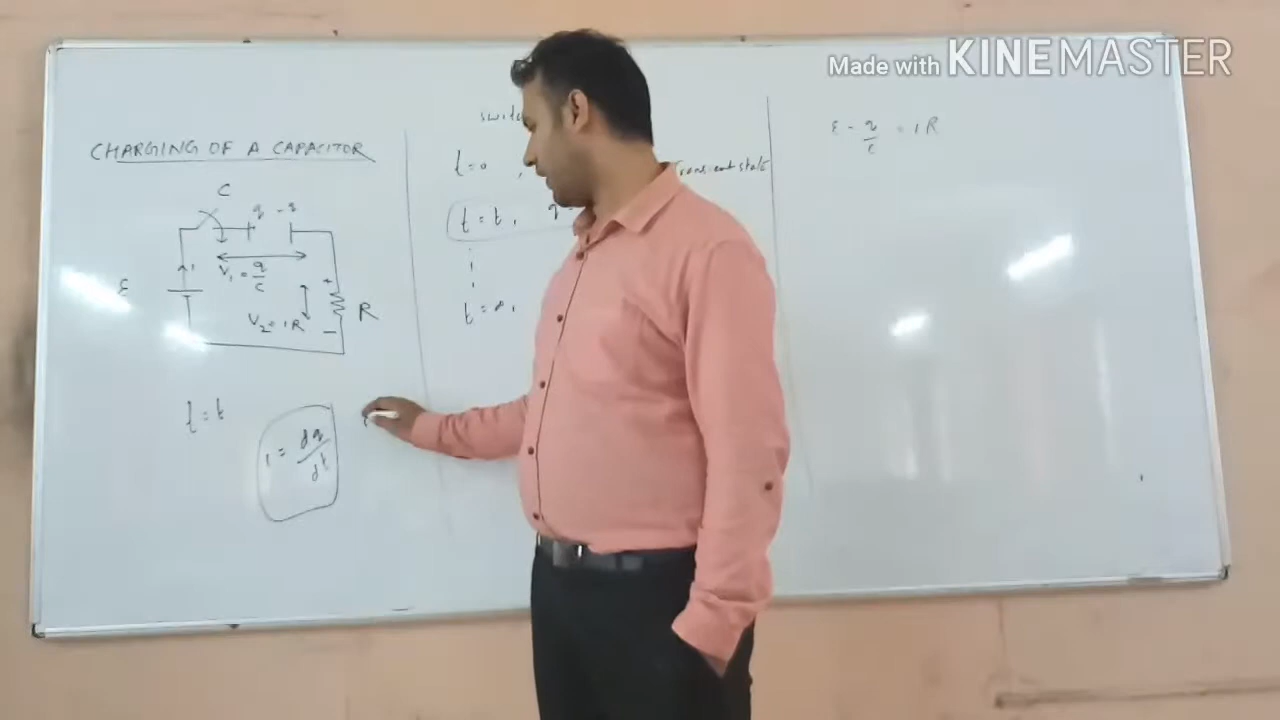 Made with KINEMASTER
CHARGING OF A CAPACITOR
C
q -q
ε
V₁ = q/C
+
V₂ = iR
R
−
t = t
i = dq/dt
t = 0,
Transient state
t = t, q
t = ∞,
ε - q/C = iR